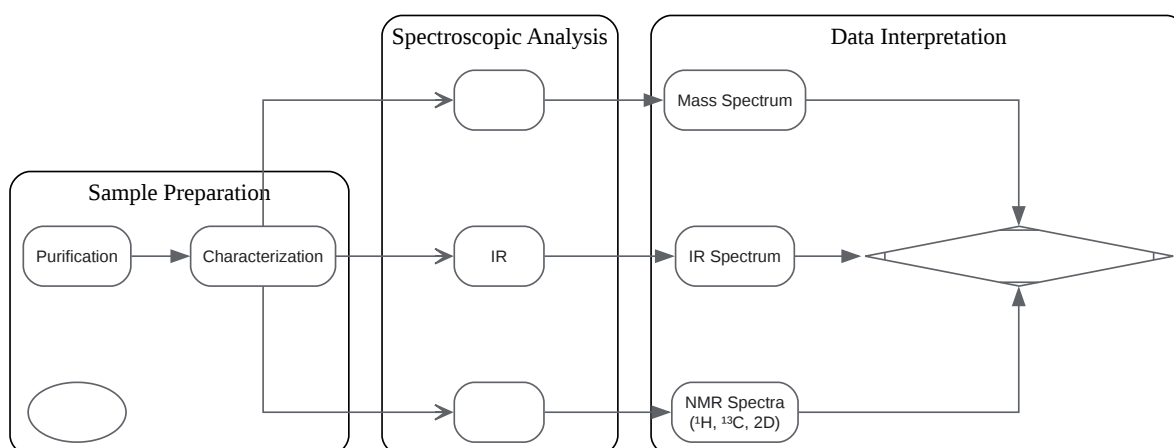 Spectroscopic Analysis
Data Interpretation
Mass Spectrum
Sample Preparation
Purification
Characterization
IR
IR Spectrum
NMR Spectra
(¹H, ¹³C, 2D)